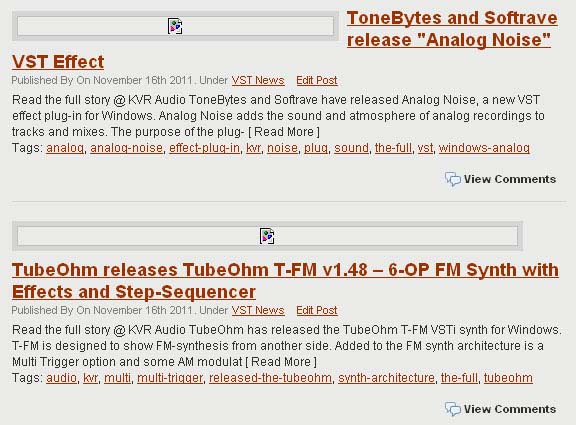 ToneBytes and Softrave
release "Analog Noise"
VST Effect
Published By On November 16th 2011. Under VST News Edit Post
Read the full story @ KVR Audio ToneBytes and Softrave have released Analog Noise, a new VST
effect plug-in for Windows. Analog Noise adds the sound and atmosphere of analog recordings to
tracks and mixes. The purpose of the plug- [ Read More ]
Tags: analog, analog-noise, effect-plug-in, kvr, noise, plug, sound, the-full, vst, windows-analog
View Comments
TubeOhm releases TubeOhm T-FM v1.48 – 6-OP FM Synth with
Effects and Step-Sequencer
Published By On November 16th 2011. Under VST News Edit Post
Read the full story @ KVR Audio TubeOhm has released the TubeOhm T-FM VSTi synth for Windows.
T-FM is designed to show FM-synthesis from another side. Added to the FM synth architecture is a
Multi Trigger option and some AM modulat [ Read More ]
Tags: audio, kvr, multi, multi-trigger, released-the-tubeohm, synth-architecture, the-full, tubeohm
View Comments